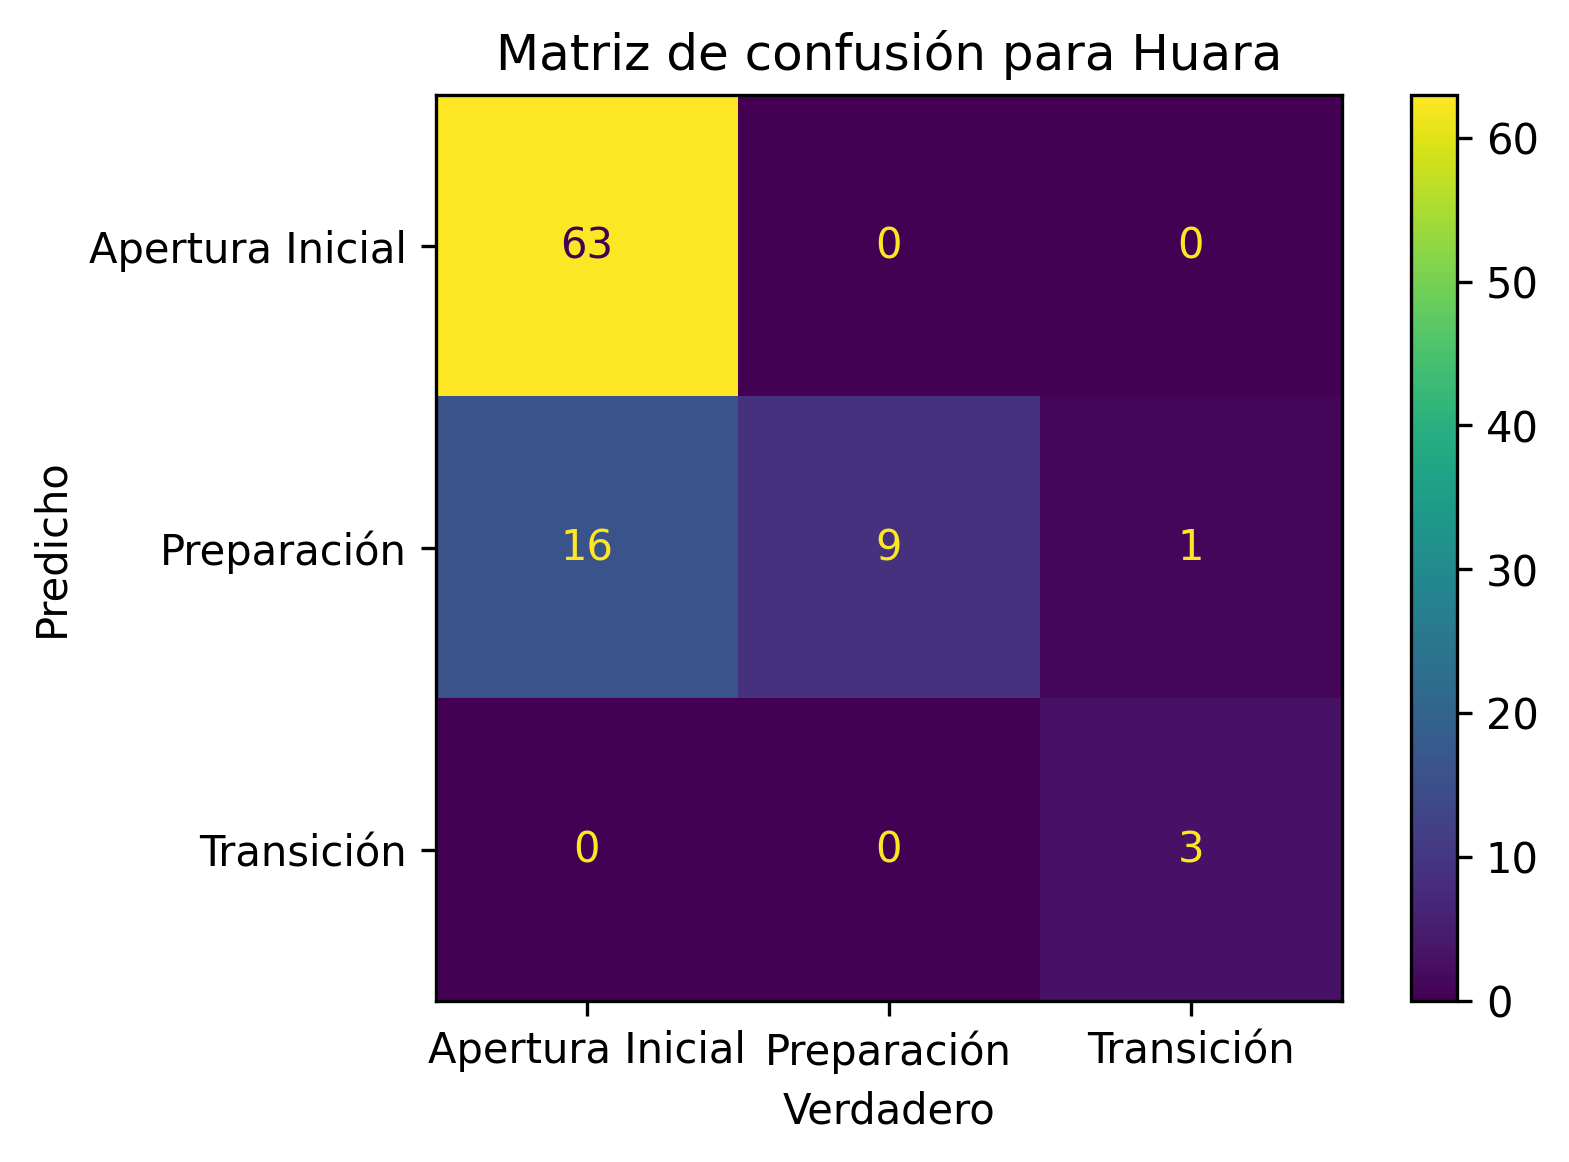 Matriz de confusión para Huara
Predicho
Apertura Inicial
63
0
0
Preparación
16
9
1
Transición
0
0
3
Apertura Inicial
Preparación
Transición
Verdadero
60
50
40
30
20
10
0